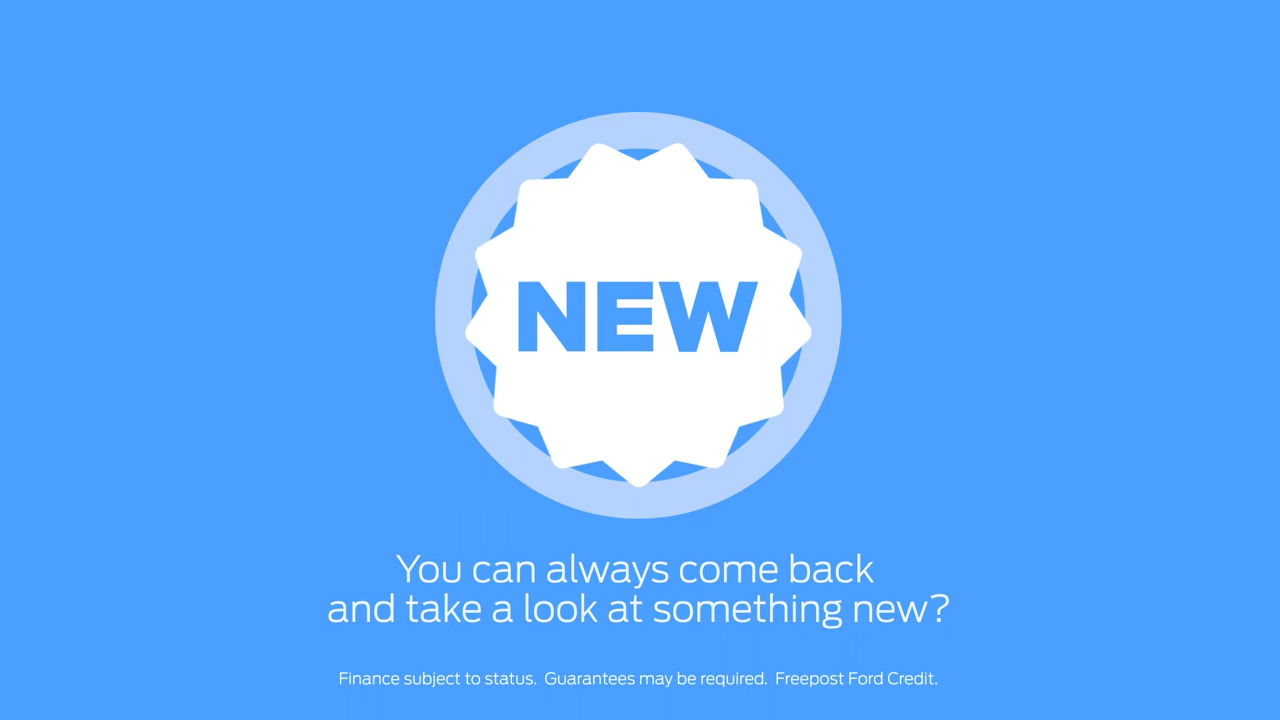 NEW
You can always come back
and take a look at something new?
Finance subject to status.  Guarantees may be required.  Freepost Ford Credit.